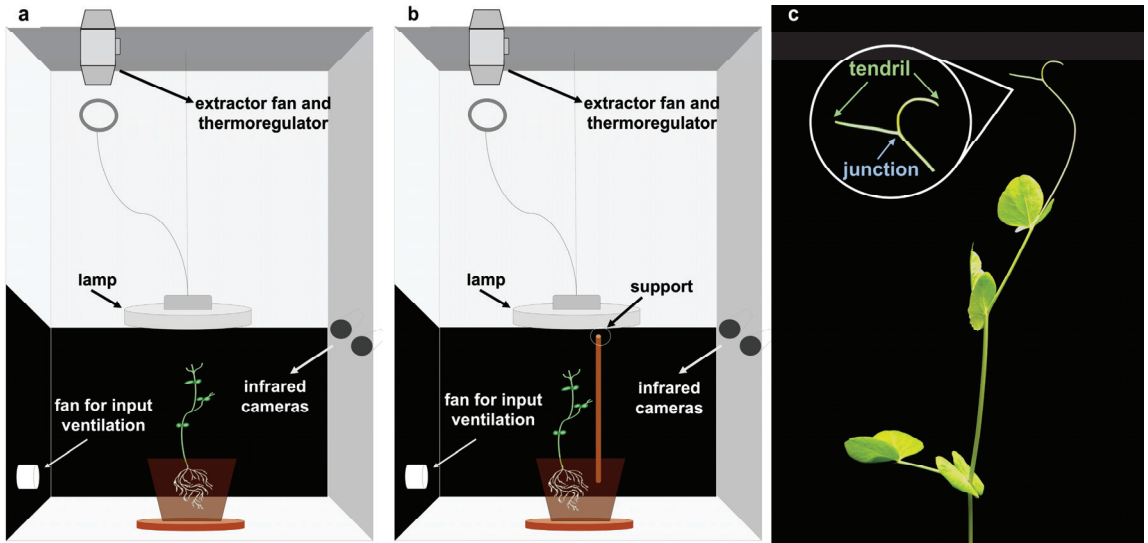 a
extractor fan and
thermoregulator
lamp
infrared
cameras
fan for input
ventilation
b
extractor fan and
thermoregulator
lamp
support
infrared
cameras
fan for input
ventilation
c
tendril
junction